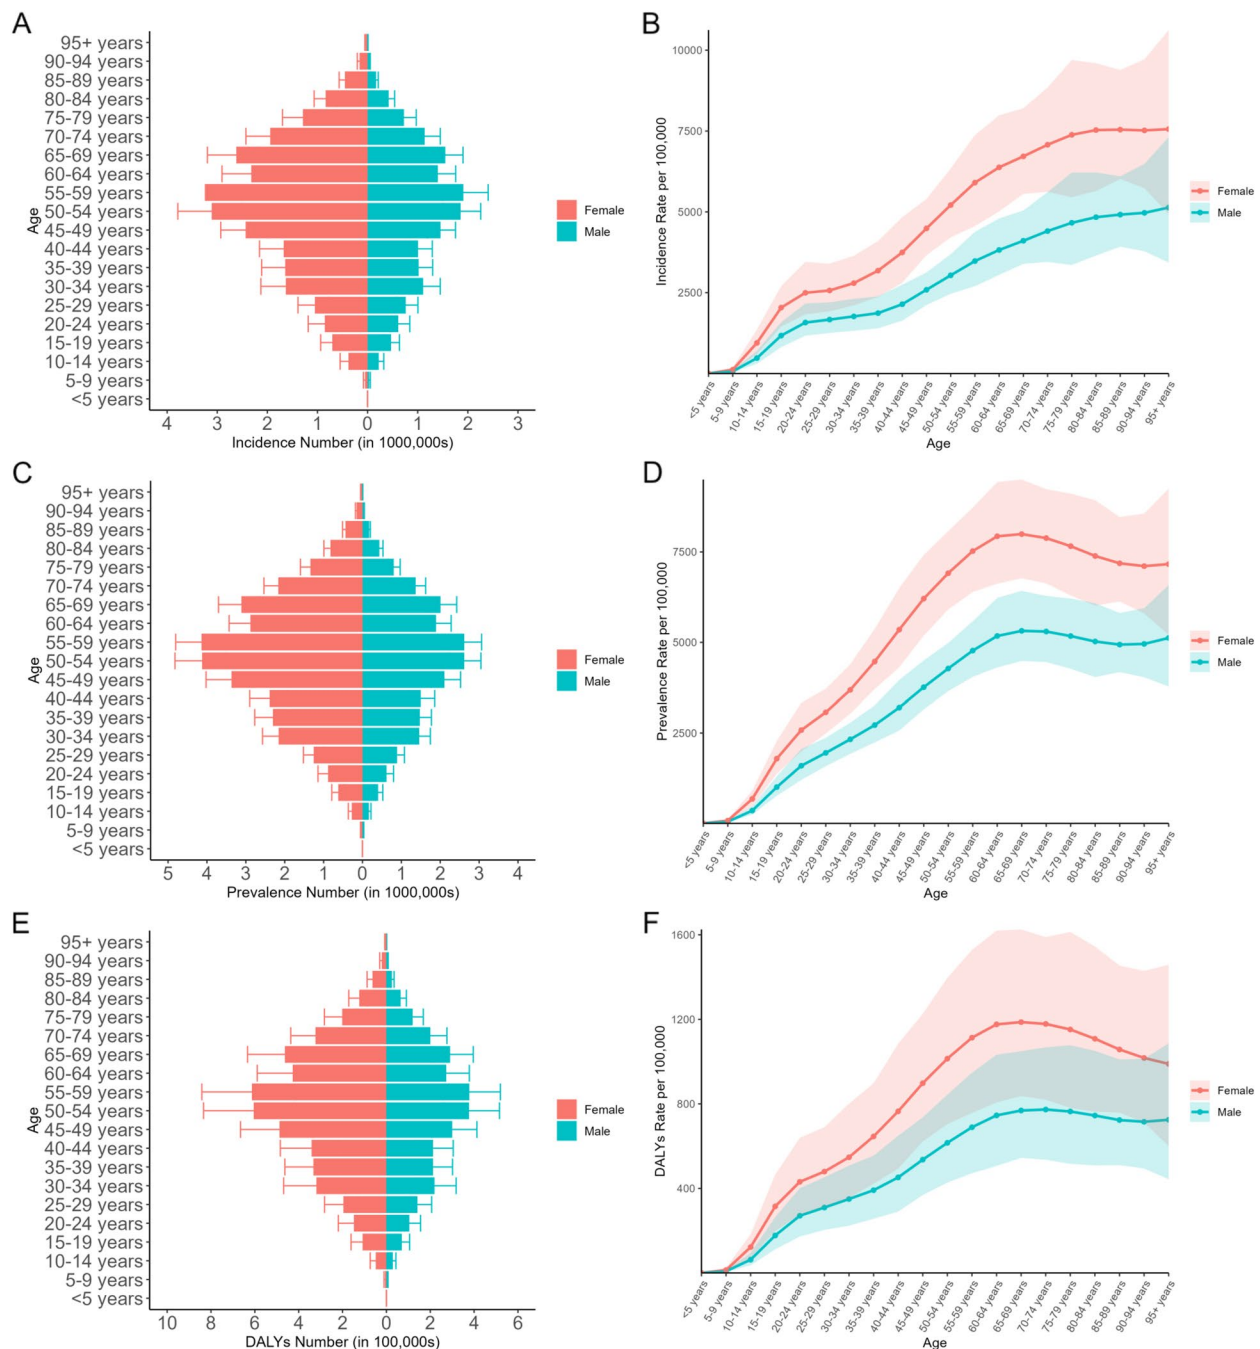 A
95+ years
90-94 years
85-89 years
80-84 years
75-79 years
70-74 years
65-69 years
60-64 years
55-59 years
50-54 years
45-49 years
40-44 years
35-39 years
30-34 years
25-29 years
20-24 years
15-19 years
10-14 years
5-9 years
<5 years
Age
4 3 2 1 0 1 2 3
Incidence Number (in 1000,000s)
Female
Male
B
10000
7500
5000
2500
Incidence Rate per 100,000
<5 years
5-9 years
10-14 years
15-19 years
20-24 years
25-29 years
30-34 years
35-39 years
40-44 years
45-49 years
50-54 years
55-59 years
60-64 years
65-69 years
70-74 years
75-79 years
80-84 years
85-89 years
90-94 years
95+ years
Age
Female
Male
C
95+ years
90-94 years
85-89 years
80-84 years
75-79 years
70-74 years
65-69 years
60-64 years
55-59 years
50-54 years
45-49 years
40-44 years
35-39 years
30-34 years
25-29 years
20-24 years
15-19 years
10-14 years
5-9 years
<5 years
Age
5 4 3 2 1 0 1 2 3 4
Prevalence Number (in 1000,000s)
Female
Male
D
7500
5000
2500
Prevalence Rate per 100,000
<5 years
5-9 years
10-14 years
15-19 years
20-24 years
25-29 years
30-34 years
35-39 years
40-44 years
45-49 years
50-54 years
55-59 years
60-64 years
65-69 years
70-74 years
75-79 years
80-84 years
85-89 years
90-94 years
95+ years
Age
Female
Male
E
95+ years
90-94 years
85-89 years
80-84 years
75-79 years
70-74 years
65-69 years
60-64 years
55-59 years
50-54 years
45-49 years
40-44 years
35-39 years
30-34 years
25-29 years
20-24 years
15-19 years
10-14 years
5-9 years
<5 years
Age
10 8 6 4 2 0 2 4 6
DALYs Number (in 100,000s)
Female
Male
F
1600
1200
800
400
DALYs Rate per 100,000
<5 years
5-9 years
10-14 years
15-19 years
20-24 years
25-29 years
30-34 years
35-39 years
40-44 years
45-49 years
50-54 years
55-59 years
60-64 years
65-69 years
70-74 years
75-79 years
80-84 years
85-89 years
90-94 years
95+ years
Age
Female
Male